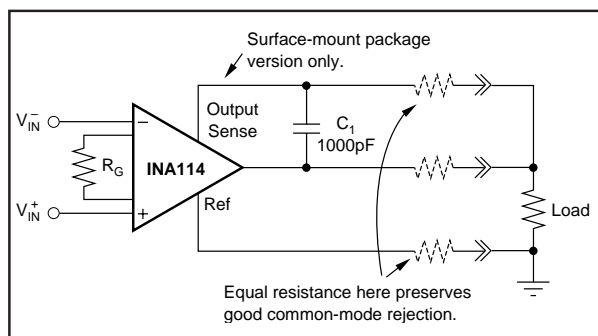 Surface-mount package
version only.
V⁻IN
−
Output
Sense
C1
1000pF
RG
INA114
V⁺IN
+
Ref
Load
Equal resistance here preserves
good common-mode rejection.